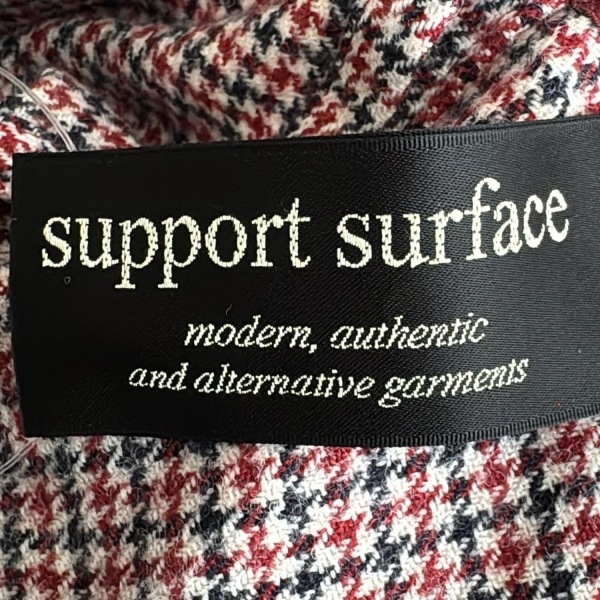 support surface
modern, authentic
and alternative garments